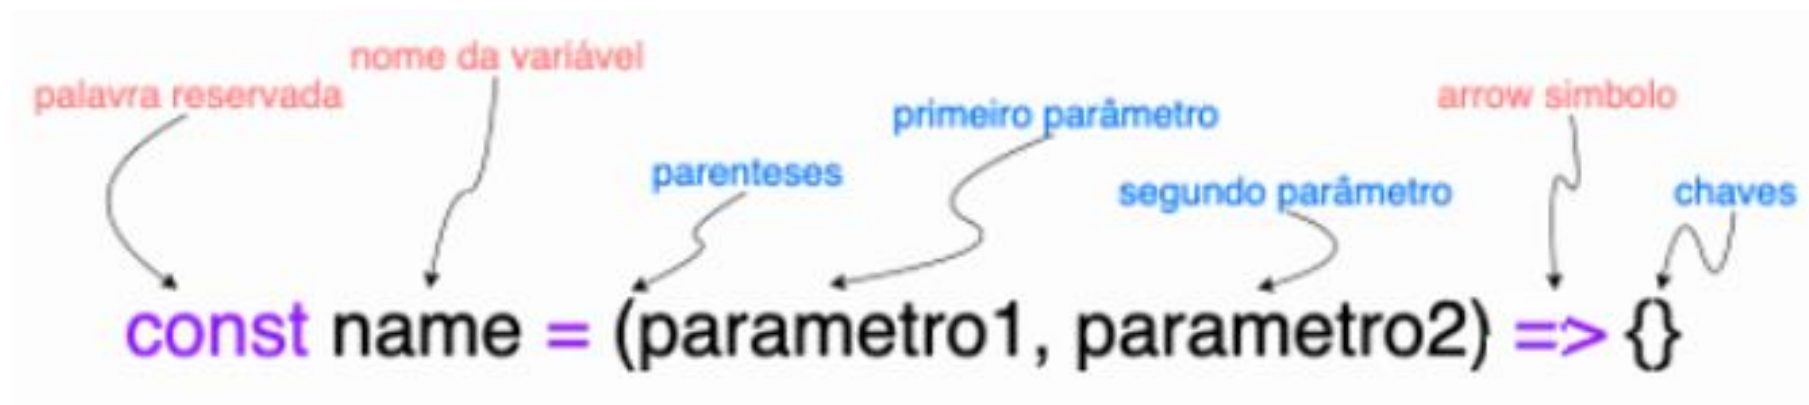 nome da variável
palavra reservada
arrow simbolo
primeiro parâmetro
parenteses
segundo parâmetro
chaves
const name = (parametro1, parametro2) => {}